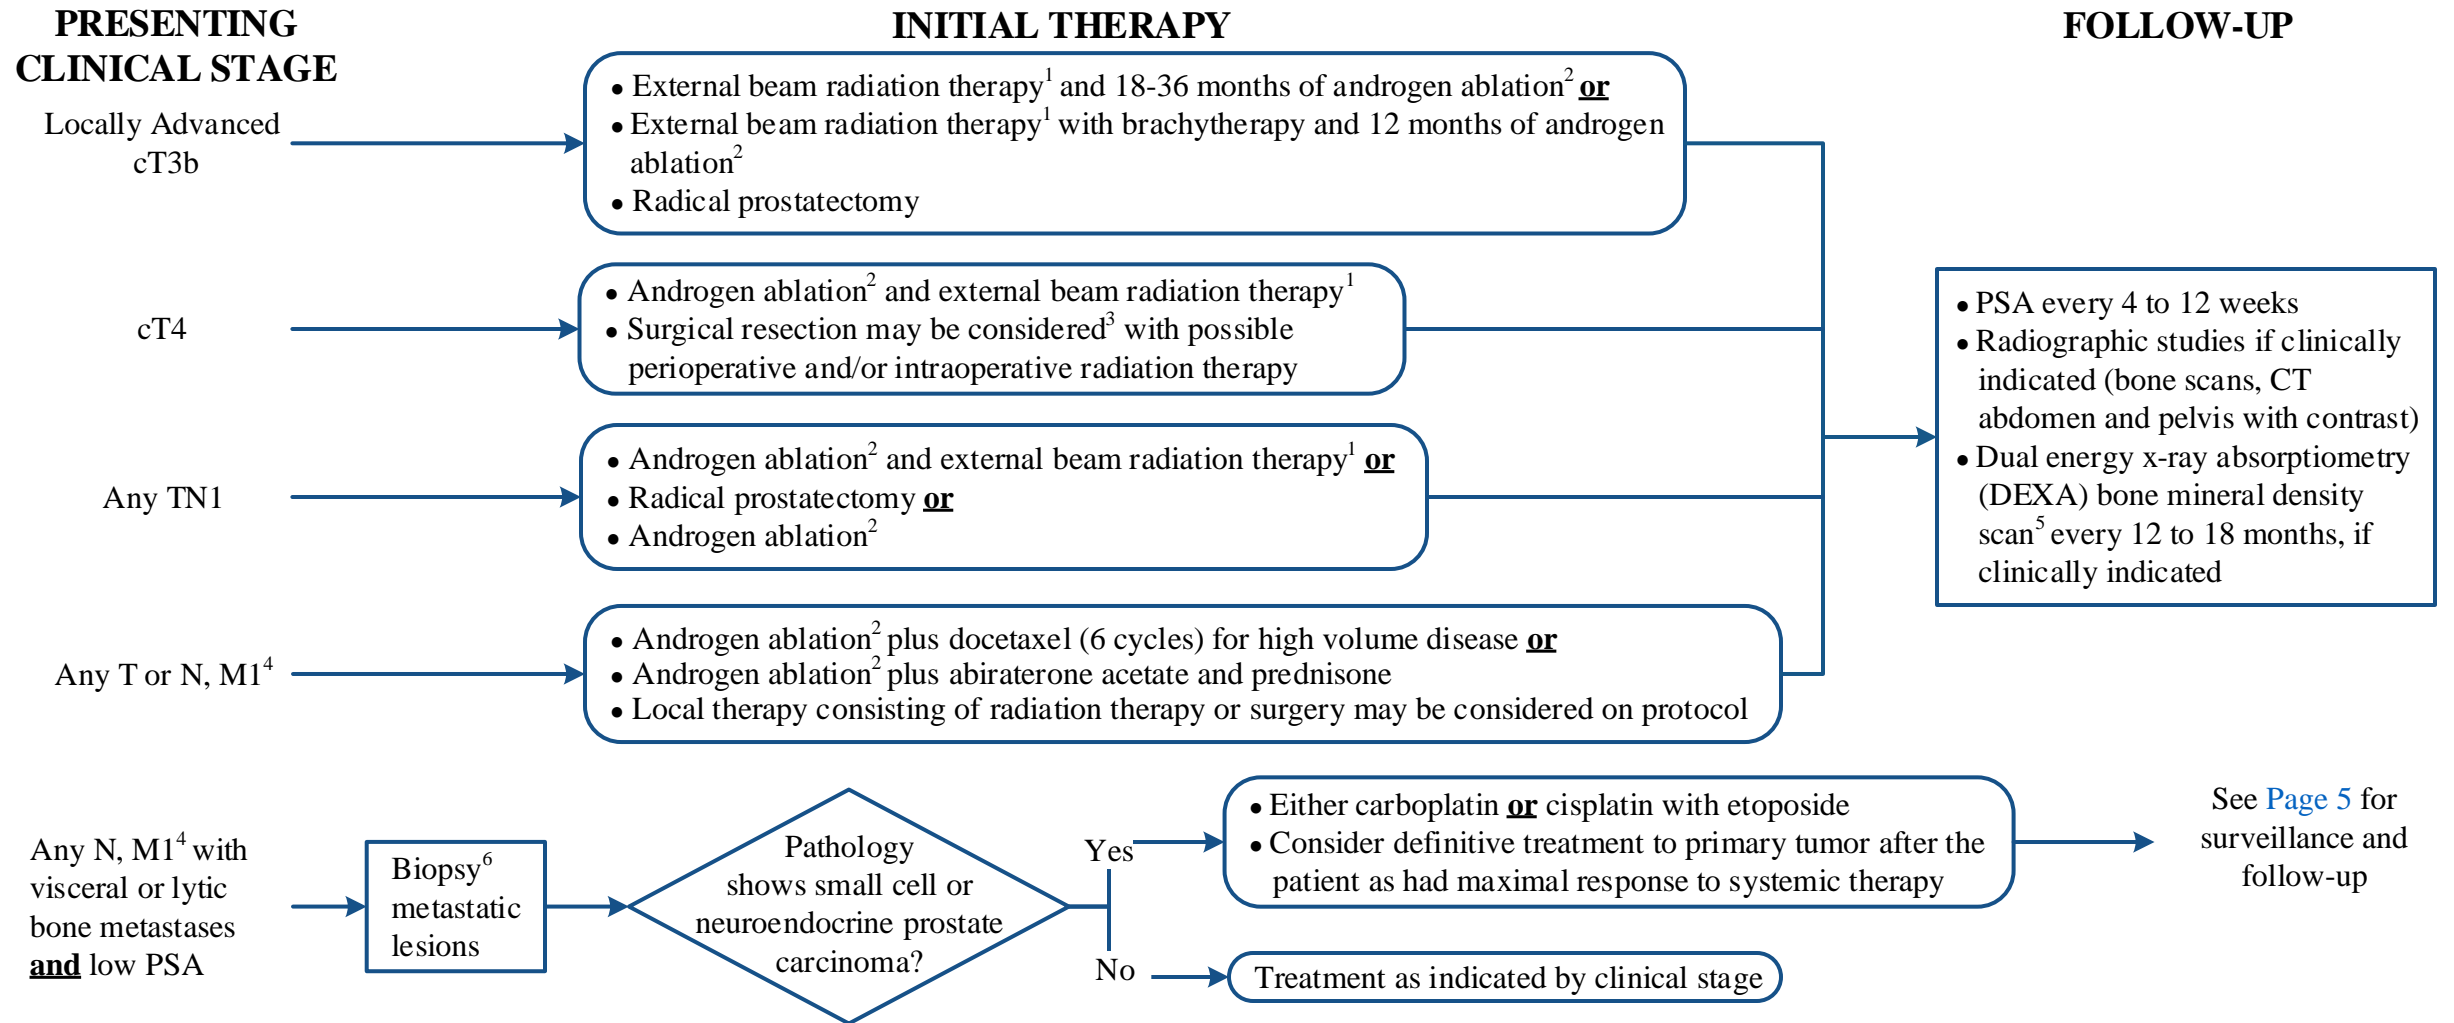 PRESENTING
CLINICAL STAGE
INITIAL THERAPY
FOLLOW-UP
Locally Advanced
cT3b
• External beam radiation therapy¹ and 18-36 months of androgen ablation² or
• External beam radiation therapy¹ with brachytherapy and 12 months of androgen
ablation²
• Radical prostatectomy
cT4
• Androgen ablation² and external beam radiation therapy¹
• Surgical resection may be considered³ with possible
perioperative and/or intraoperative radiation therapy
Any TN1
• Androgen ablation² and external beam radiation therapy¹ or
• Radical prostatectomy or
• Androgen ablation²
Any T or N, M1⁴
• Androgen ablation² plus docetaxel (6 cycles) for high volume disease or
• Androgen ablation² plus abiraterone acetate and prednisone
• Local therapy consisting of radiation therapy or surgery may be considered on protocol
• PSA every 4 to 12 weeks
• Radiographic studies if clinically
indicated (bone scans, CT
abdomen and pelvis with contrast)
• Dual energy x-ray absorptiometry
(DEXA) bone mineral density
scan⁵ every 12 to 18 months, if
clinically indicated
Any N, M1⁴ with
visceral or lytic
bone metastases
and low PSA
Biopsy⁶
metastatic
lesions
Pathology
shows small cell or
neuroendocrine prostate
carcinoma?
Yes
• Either carboplatin or cisplatin with etoposide
• Consider definitive treatment to primary tumor after the
patient as had maximal response to systemic therapy
See Page 5 for
surveillance and
follow-up
No
Treatment as indicated by clinical stage